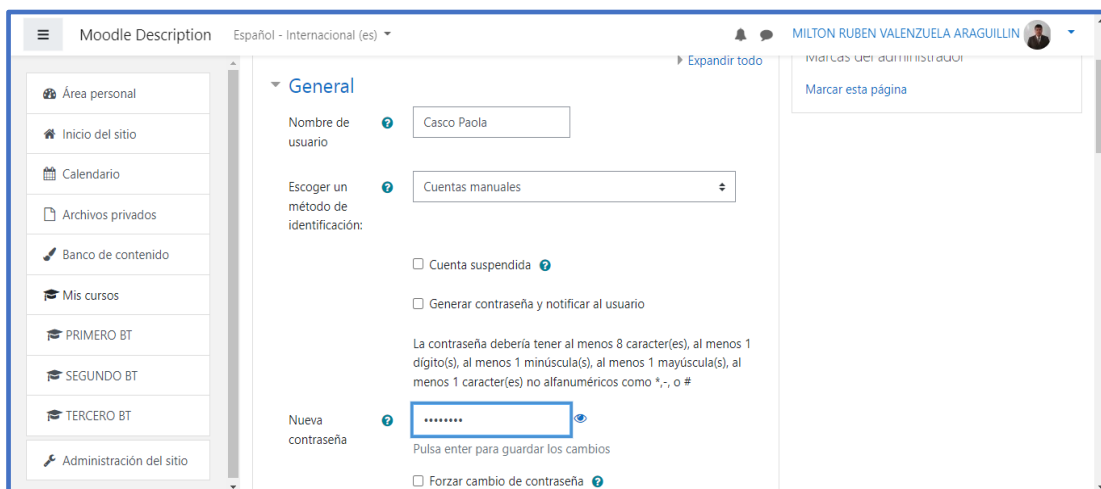 Moodle Description Español - Internacional (es) MILTON RUBEN VALENZUELA ARAGUILLIN
Área personal
Inicio del sitio
Calendario
Archivos privados
Banco de contenido
Mis cursos
PRIMERO BT
SEGUNDO BT
TERCERO BT
Administración del sitio
Expandir todo
General
Nombre de
usuario
Casco Paola
Escoger un
método de
identificación:
Cuentas manuales
Cuenta suspendida
Generar contraseña y notificar al usuario
La contraseña debería tener al menos 8 caracter(es), al menos 1
dígito(s), al menos 1 minúscula(s), al menos 1 mayúscula(s), al
menos 1 caracter(es) no alfanuméricos como *,-, o #
Nueva
contraseña
••••••••
Pulsa enter para guardar los cambios
Forzar cambio de contraseña
Marcas del administrador
Marcar esta página